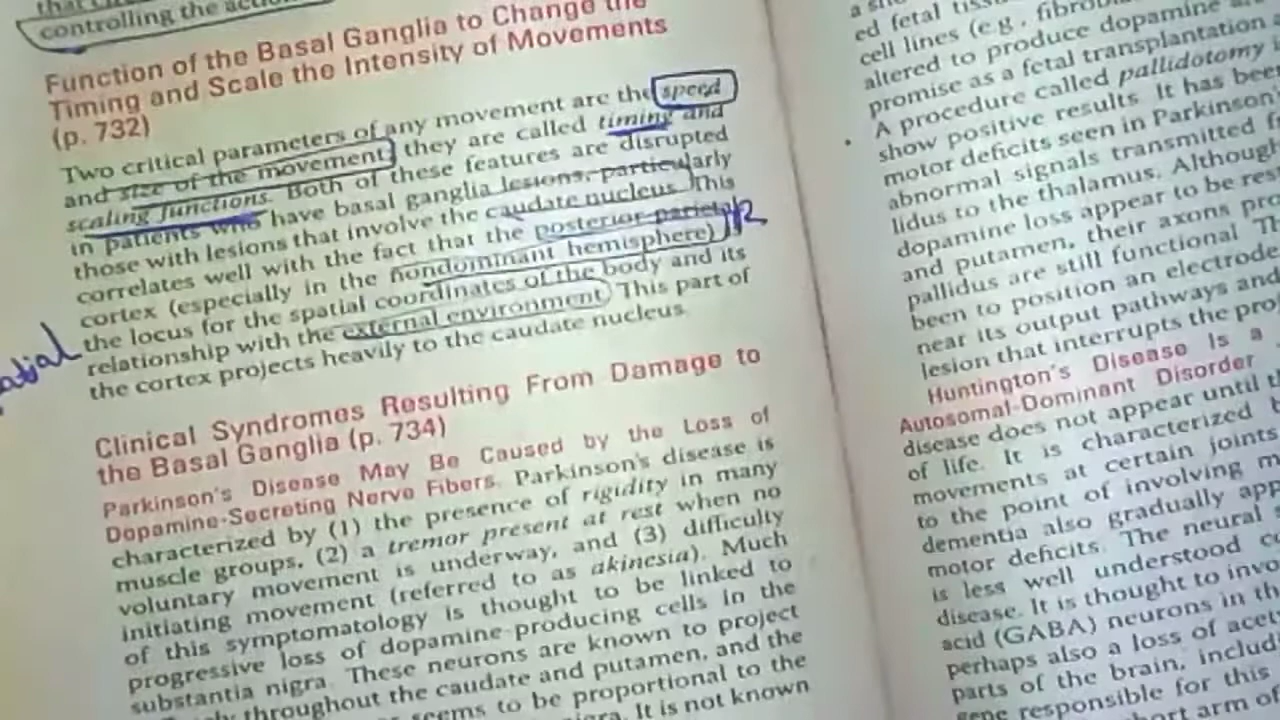 controlling the
Function of the Basal Ganglia to Change the
Timing and Scale the Intensity of Movements
(p. 732)
Two critical parameters of any movement are the speed
and size of the movement; they are called timing and
scaling functions. Both of these features are disrupted
in patients who have basal ganglia lesions, particularly
those with lesions that involve the caudate nucleus. This
correlates well with the fact that the posterior parietal
cortex (especially in the nondominant hemisphere) is
the locus for the spatial coordinates of the body and its
relationship with the external environment. This part of
the cortex projects heavily to the caudate nucleus.
Clinical Syndromes Resulting From Damage to
the Basal Ganglia (p. 734)
Parkinson's Disease May Be Caused by the Loss of
Dopamine-Secreting Nerve Fibers. Parkinson's disease is
characterized by (1) the presence of rigidity in many
muscle groups, (2) a tremor present at rest when no
voluntary movement is underway, and (3) difficulty
initiating movement (referred to as akinesia). Much
of this symptomatology is thought to be linked to
progressive loss of dopamine-producing cells in the
substantia nigra. These neurons are known to project
throughout the caudate and putamen, and the
seems to be proportional to the
nigra. It is not known
ed fetal
cell lines (e.g.,
altered to produce dopamine
promise as a fetal transplantation
• A procedure called pallidotomy
show positive results. It has been
motor deficits seen in Parkinson's
abnormal signals transmitted
lidus to the thalamus. Although
dopamine loss appear to be
and putamen, their axons
pallidus are still functional.
been to position an electrode
near its output pathways and
lesion that interrupts the
Huntington's Disease Is a
Autosomal-Dominant Disorder
disease does not appear until
of life. It is characterized
movements at certain joints
to the point of involving
dementia also gradually
motor deficits. The neural
is less well understood
disease. It is thought to
acid (GABA) neurons in the
perhaps also a loss of
parts of the brain,
gene responsible for this
arm of